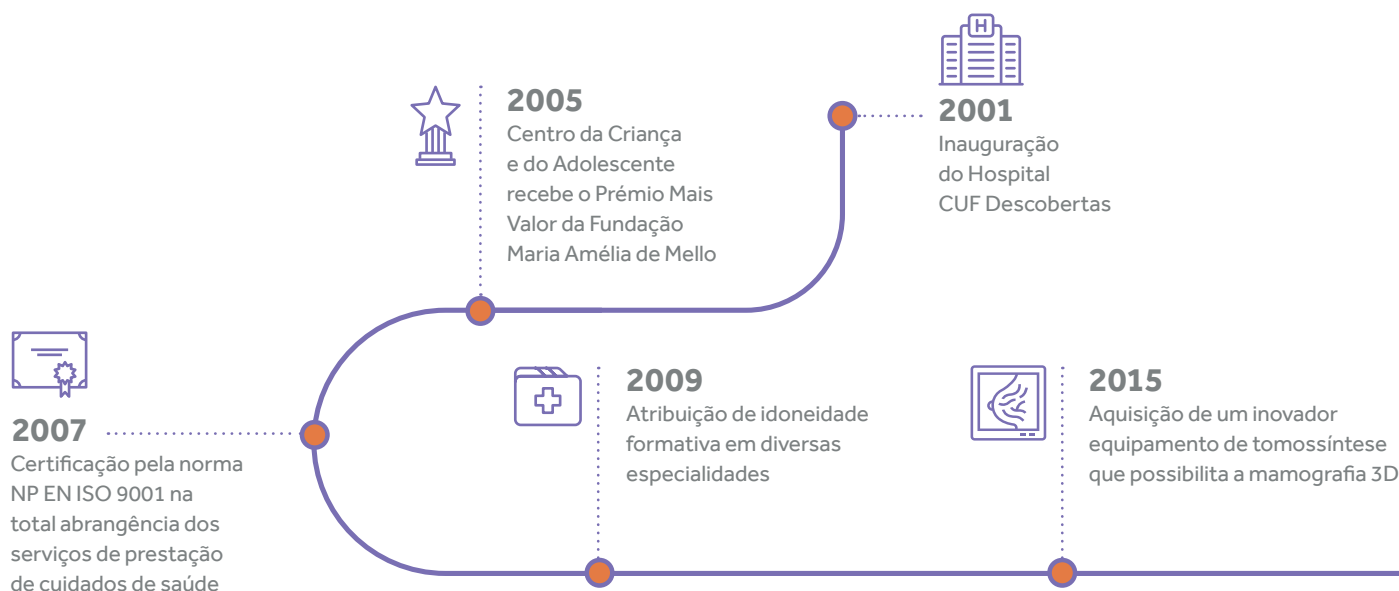 H
2001
Inauguração
do Hospital
CUF Descobertas
2005
Centro da Criança
e do Adolescente
recebe o Prémio Mais
Valor da Fundação
Maria Amélia de Mello
2007
Certificação pela norma
NP EN ISO 9001 na
total abrangência dos
serviços de prestação
de cuidados de saúde
2009
Atribuição de idoneidade
formativa em diversas
especialidades
2015
Aquisição de um inovador
equipamento de tomossíntese
que possibilita a mamografia 3D